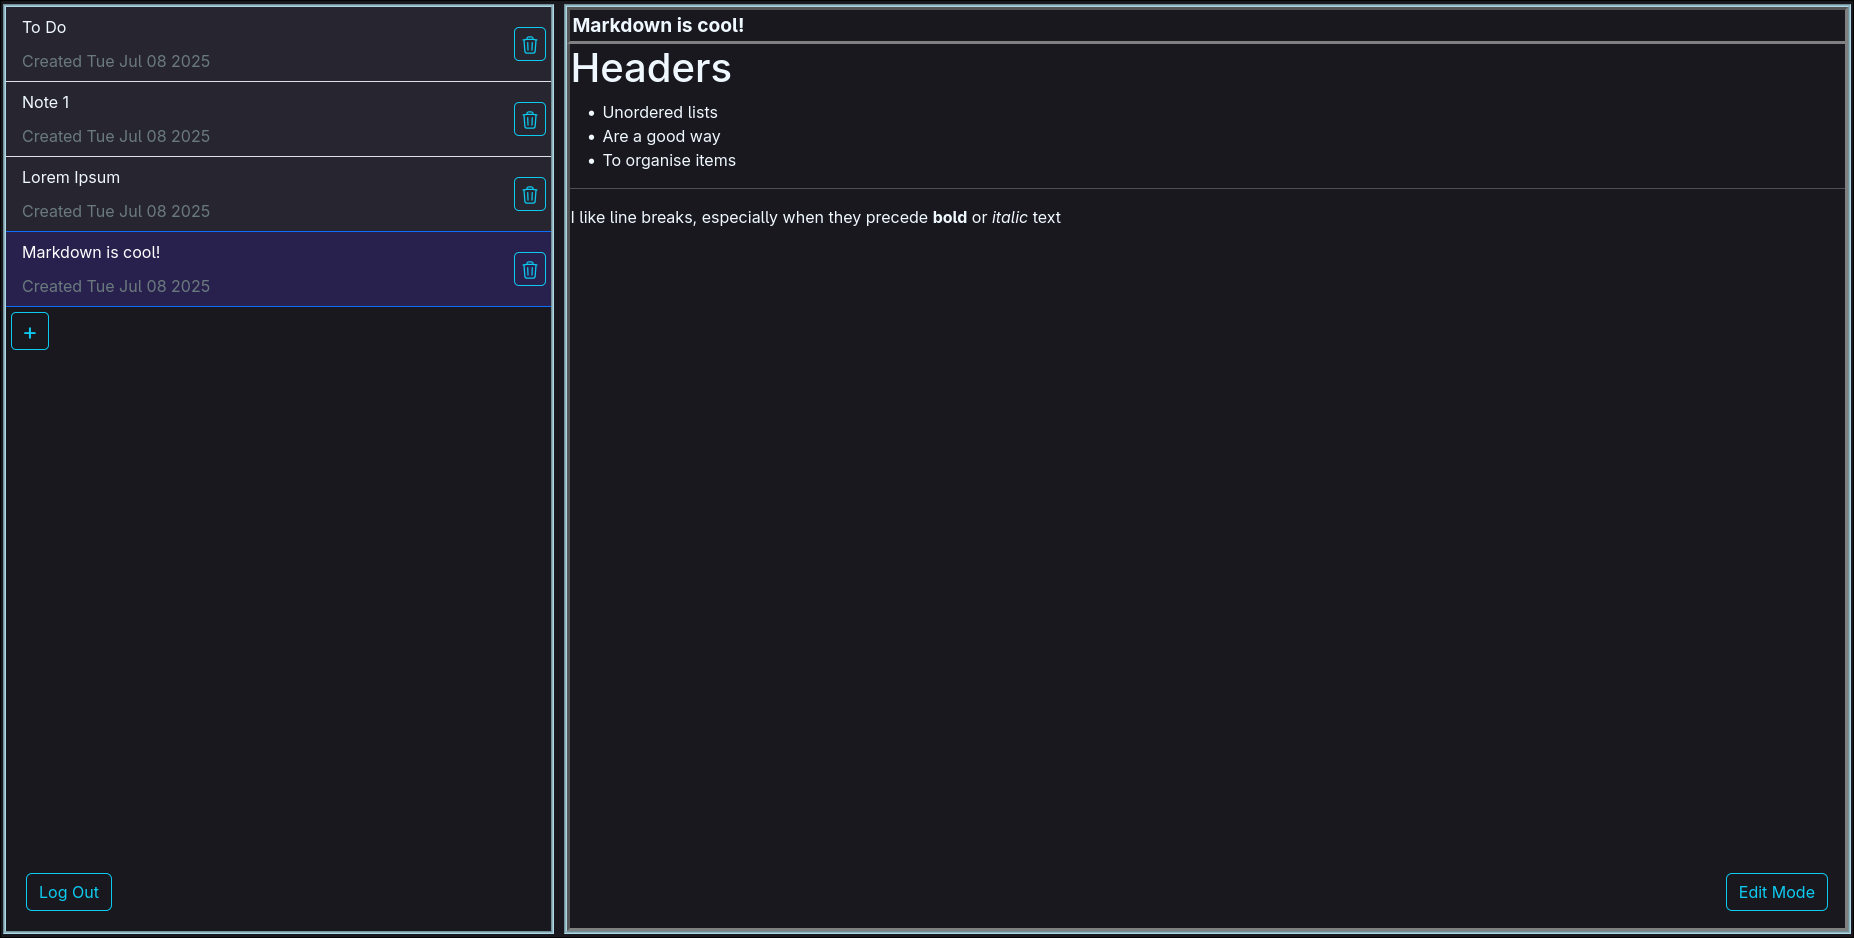 To Do
Created Tue Jul 08 2025
Note 1
Created Tue Jul 08 2025
Lorem Ipsum
Created Tue Jul 08 2025
Markdown is cool!
Created Tue Jul 08 2025
+
Log Out
Markdown is cool!
Headers
• Unordered lists
• Are a good way
• To organise items
I like line breaks, especially when they precede bold or italic text
Edit Mode